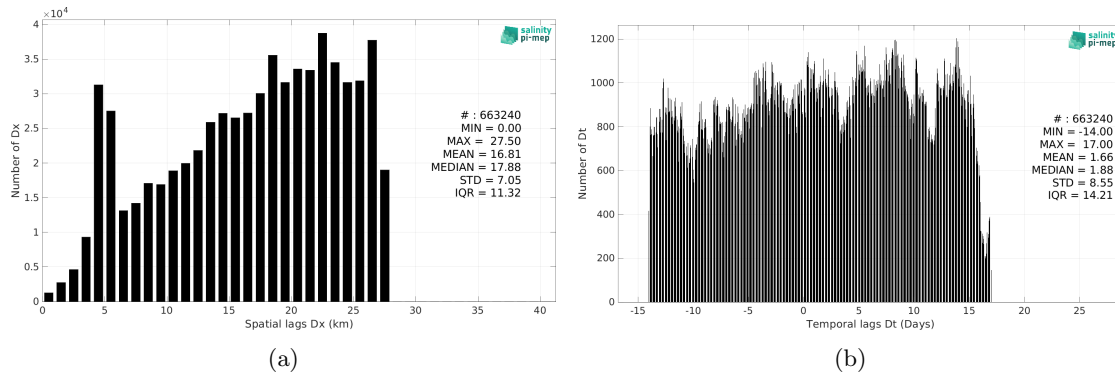 ×10⁴
4
3.5
3
2.5
2
1.5
1
0.5
0
0 5 10 15 20 25 30 35 40
Number of Dx
Spatial lags Dx (km)
salinity
pi-mep
# : 663240
MIN = 0.00
MAX = 27.50
MEAN = 16.81
MEDIAN = 17.88
STD = 7.05
IQR = 11.32
(a)
1200
1000
800
600
400
200
0
-15 -10 -5 0 5 10 15 20 25
Number of Dt
Temporal lags Dt (Days)
salinity
pi-mep
# : 663240
MIN = -14.00
MAX = 17.00
MEAN = 1.66
MEDIAN = 1.88
STD = 8.55
IQR = 14.21
(b)